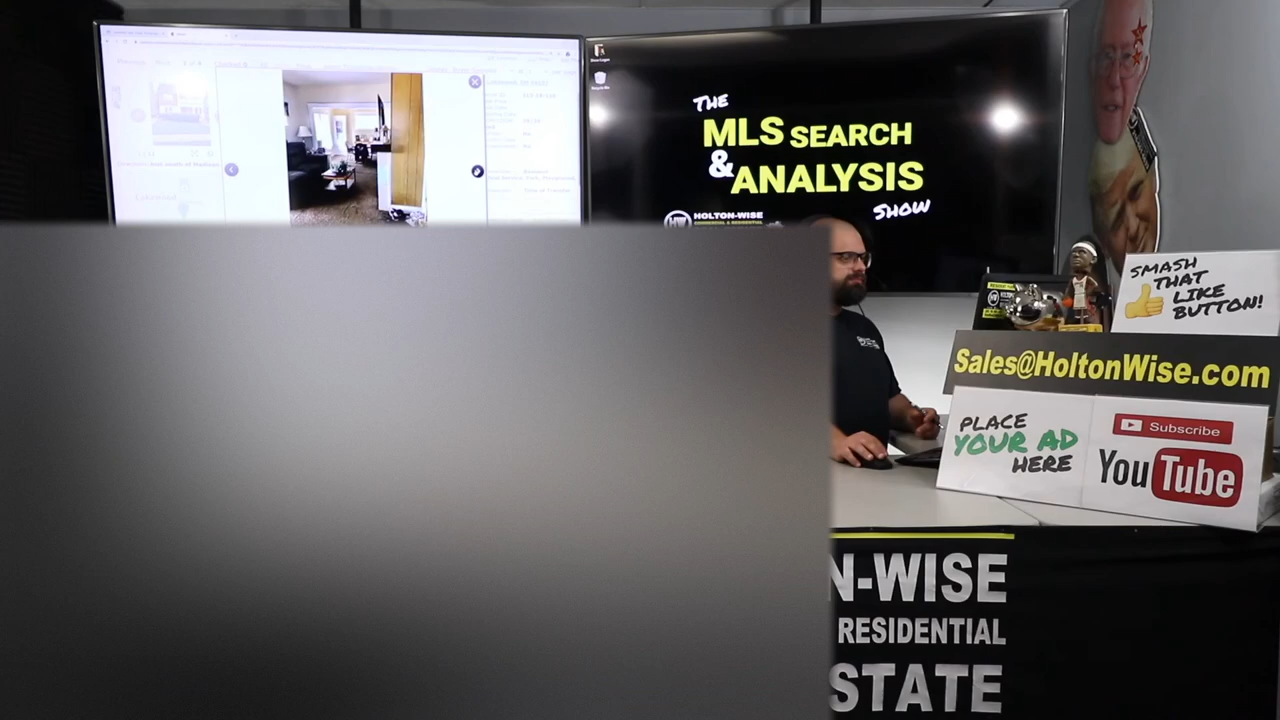 THE
MLS SEARCH
& ANALYSIS
SHOW
HOLTON-WISE
SMASH
THAT
LIKE
BUTTON!
Sales@HoltonWise.com
PLACE
YOUR AD
HERE
Subscribe
YouTube
N-WISE
RESIDENTIAL
STATE